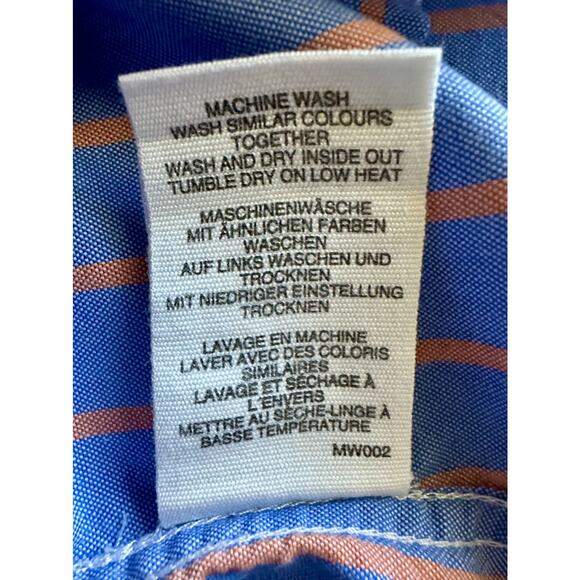 MACHINE WASH
WASH SIMILAR COLOURS
TOGETHER
WASH AND DRY INSIDE OUT
TUMBLE DRY ON LOW HEAT
MASCHINENWÄSCHE
MIT ÄHNLICHEN FARBEN
WASCHEN
AUF LINKS WASCHEN UND
TROCKNEN
MIT NIEDRIGER EINSTELLUNG
TROCKNEN
LAVAGE EN MACHINE
LAVER AVEC DES COLORIS
SIMILAIRES
LAVAGE ET SÉCHAGE À
L'ENVERS
METTRE AU SÈCHE-LINGE À
BASSE TEMPÉRATURE
MW002